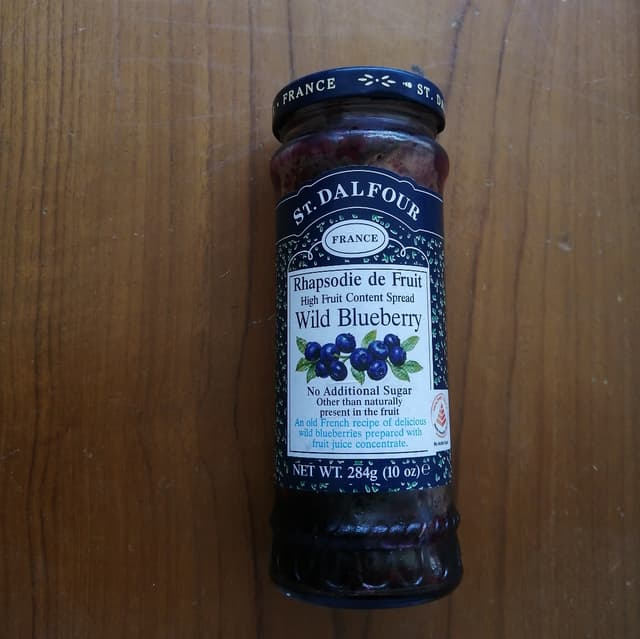 FRANCE ST. D
ST. DALFOUR
FRANCE
Rhapsodie de Fruit
High Fruit Content Spread
Wild Blueberry
No Additional Sugar
Other than naturally
present in the fruit
An old French recipe of delicious
wild blueberries prepared with
fruit juice concentrate.
NET WT. 284g (10 oz) e